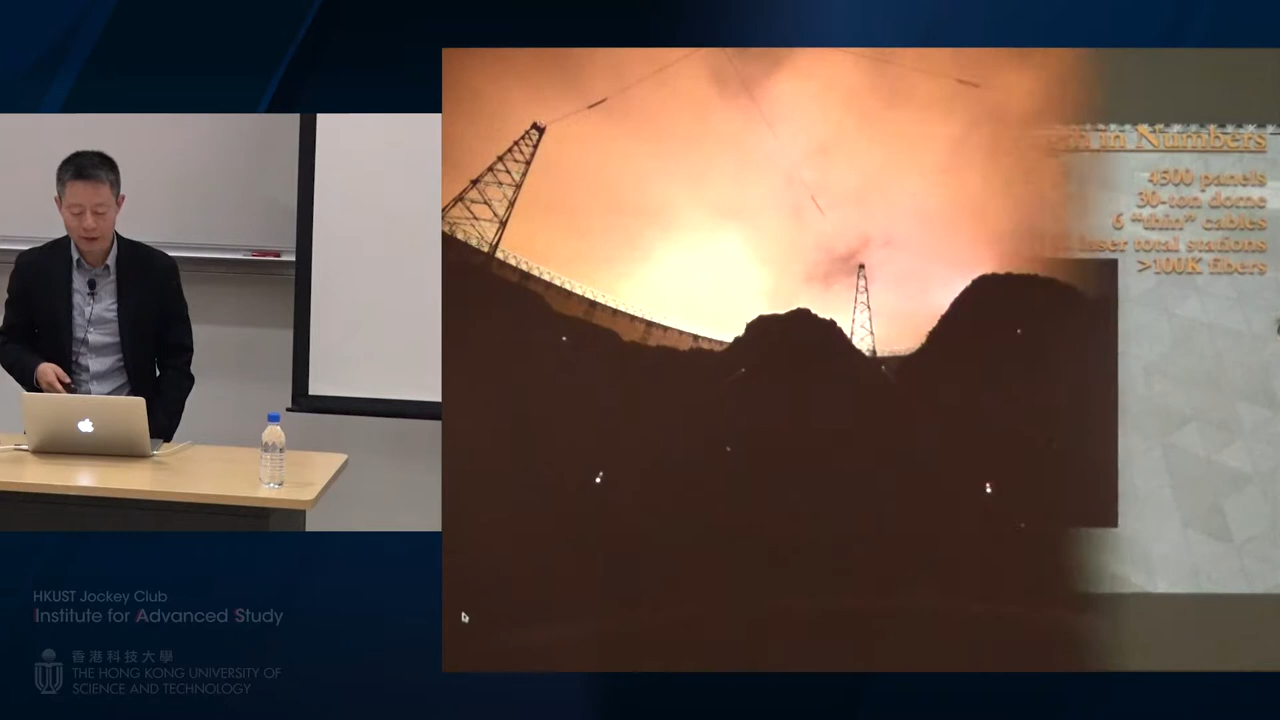 in Numbers
4500 panels
30-ton dome
6 "thin" cables
laser total stations
>100K fibers
HKUST Jockey Club
Institute for Advanced Study
香港科技大學
THE HONG KONG UNIVERSITY OF
SCIENCE AND TECHNOLOGY